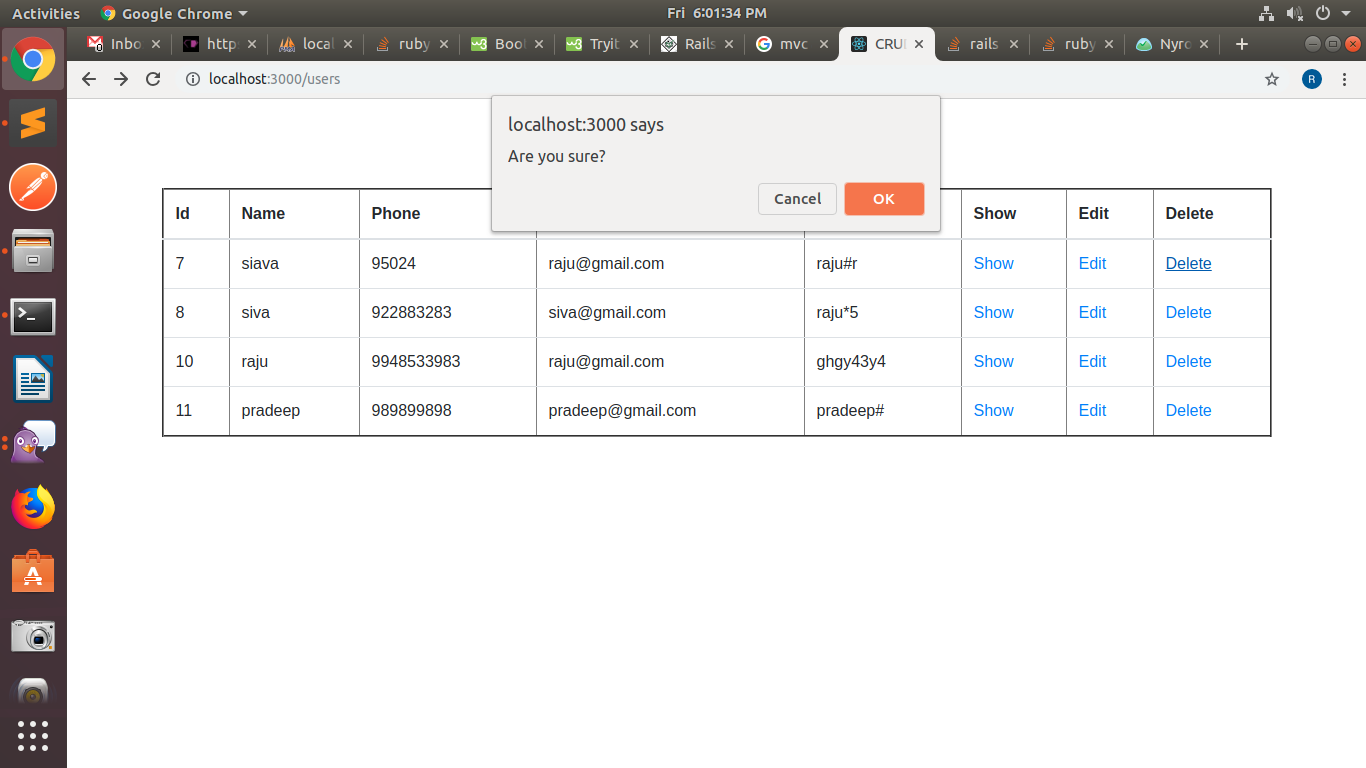 Activities Google Chrome Fri 6:01:34 PM
Inbo http loca ruby Boot Tryit Rails mvc CRU rails ruby Nyro
localhost:3000/users R
localhost:3000 says
Are you sure?
Cancel OK
Id Name Phone Show Edit Delete
7 siava 95024 raju@gmail.com raju#r Show Edit Delete
8 siva 922883283 siva@gmail.com raju*5 Show Edit Delete
10 raju 9948533983 raju@gmail.com ghgy43y4 Show Edit Delete
11 pradeep 989899898 pradeep@gmail.com pradeep# Show Edit Delete